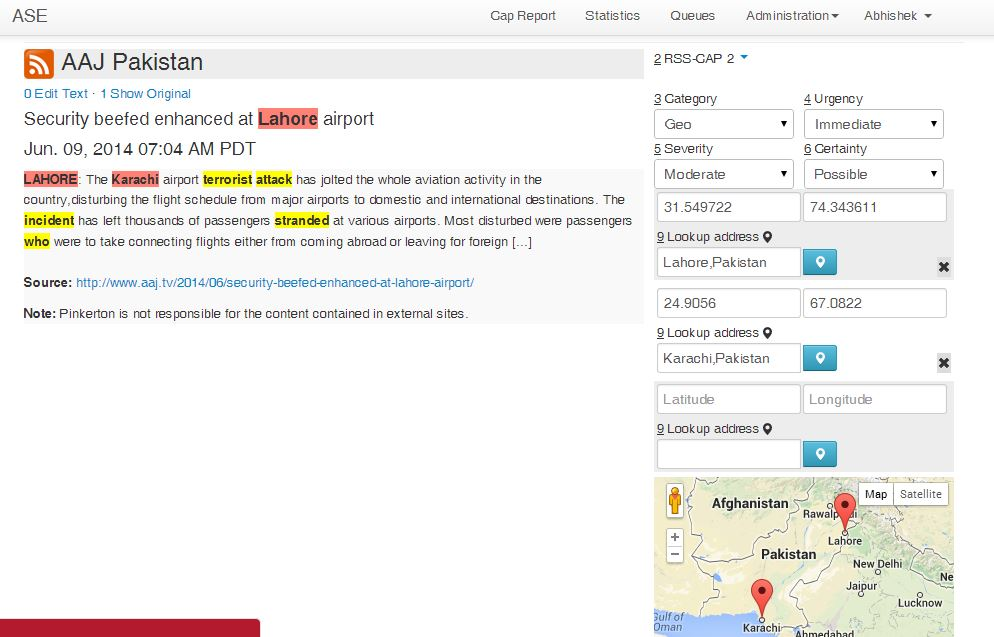 ASE
Cap Report Statistics Queues Administration Abhishek
AAJ Pakistan
0 Edit Text · 1 Show Original
Security beefed enhanced at Lahore airport
Jun. 09, 2014 07:04 AM PDT
LAHORE: The Karachi airport terrorist attack has jolted the whole aviation activity in the
country,disturbing the flight schedule from major airports to domestic and international destinations. The
incident has left thousands of passengers stranded at various airports. Most disturbed were passengers
who were to take connecting flights either from coming abroad or leaving for foreign [...]
Source: http://www.aaj.tv/2014/06/security-beefed-enhanced-at-lahore-airport/
Note: Pinkerton is not responsible for the content contained in external sites.
2 RSS-CAP 2
3 Category 4 Urgency
Geo Immediate
5 Severity 6 Certainty
Moderate Possible
31.549722 74.343611
9 Lookup address
Lahore,Pakistan
24.9056 67.0822
9 Lookup address
Karachi,Pakistan
Latitude Longitude
9 Lookup address
Map Satellite
Afghanistan
Lahore
Pakistan
New Delhi
Jaipur
Lucknow
Gulf of
Oman
Karachi
Ahmedabad